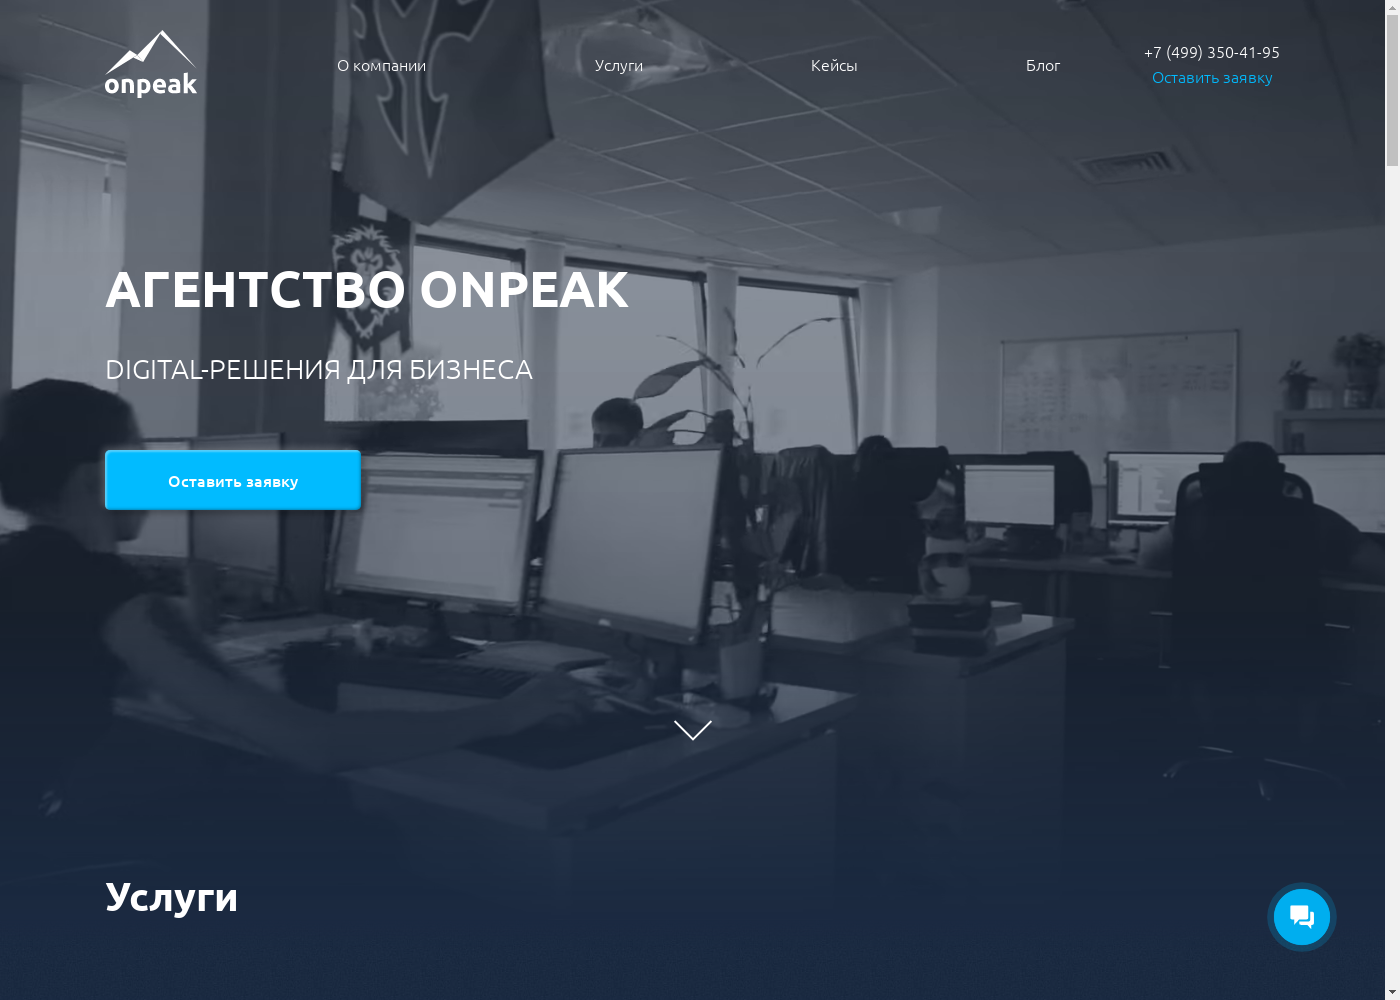 onpeak
О компании
Услуги
Кейсы
Блог
+7 (499) 350-41-95
Оставить заявку
АГЕНТСТВО ONPEAK
DIGITAL-РЕШЕНИЯ ДЛЯ БИЗНЕСА
Оставить заявку
Услуги